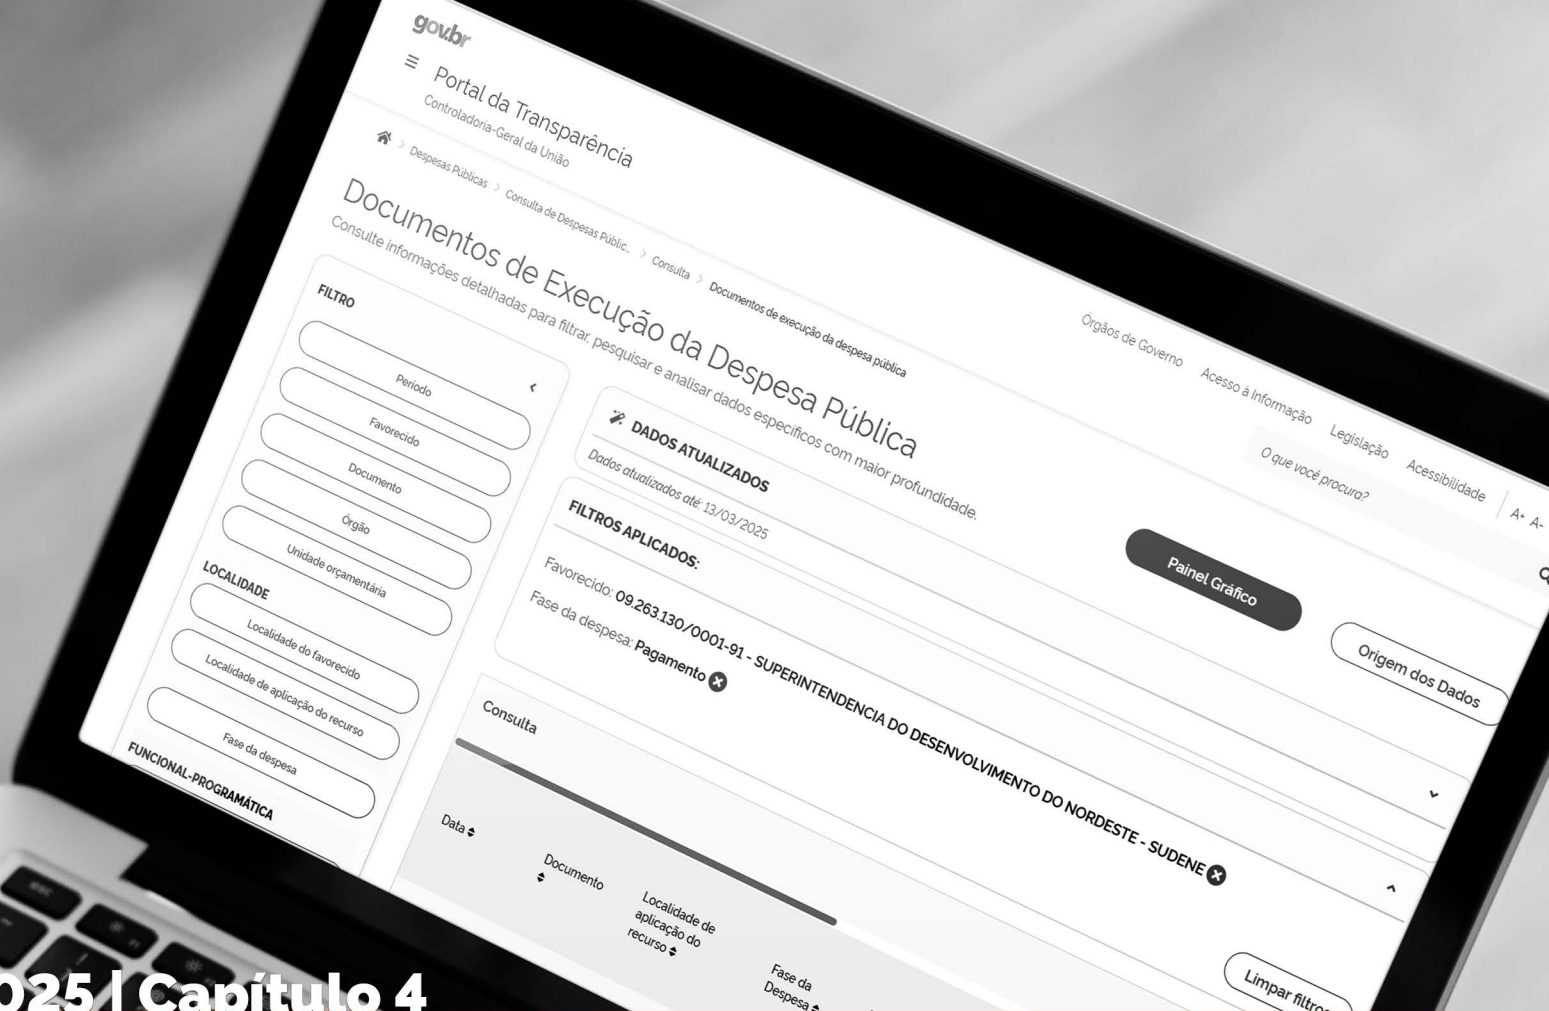 gov.br
Portal da Transparência
Controladoria-Geral da União
Órgãos de Governo
Acesso à Informação
Legislação
Acessibilidade
A+ A-
Despesas Públicas > Consulta de Despesas Públic... > Consulta > Documentos de execução da despesa pública
O que você procura?
Documentos de Execução da Despesa Pública
Consulte informações detalhadas para filtrar, pesquisar e analisar dados específicos com maior profundidade.
Painel Gráfico
Origem dos Dados
FILTRO
Período
Favorecido
Documento
Órgão
Unidade orçamentária
LOCALIDADE
Localidade do favorecido
Localidade de aplicação do recurso
Fase da despesa
FUNCIONAL-PROGRAMÁTICA
DADOS ATUALIZADOS
Dados atualizados até: 13/03/2025
FILTROS APLICADOS:
Favorecido: 09.263.130/0001-91 - SUPERINTENDENCIA DO DESENVOLVIMENTO DO NORDESTE - SUDENE
Fase da despesa: Pagamento
Limpar filtros
Consulta
Data
Documento
Localidade de
aplicação do
recurso
Fase da
Despesa
esc
025 | Capítulo 4